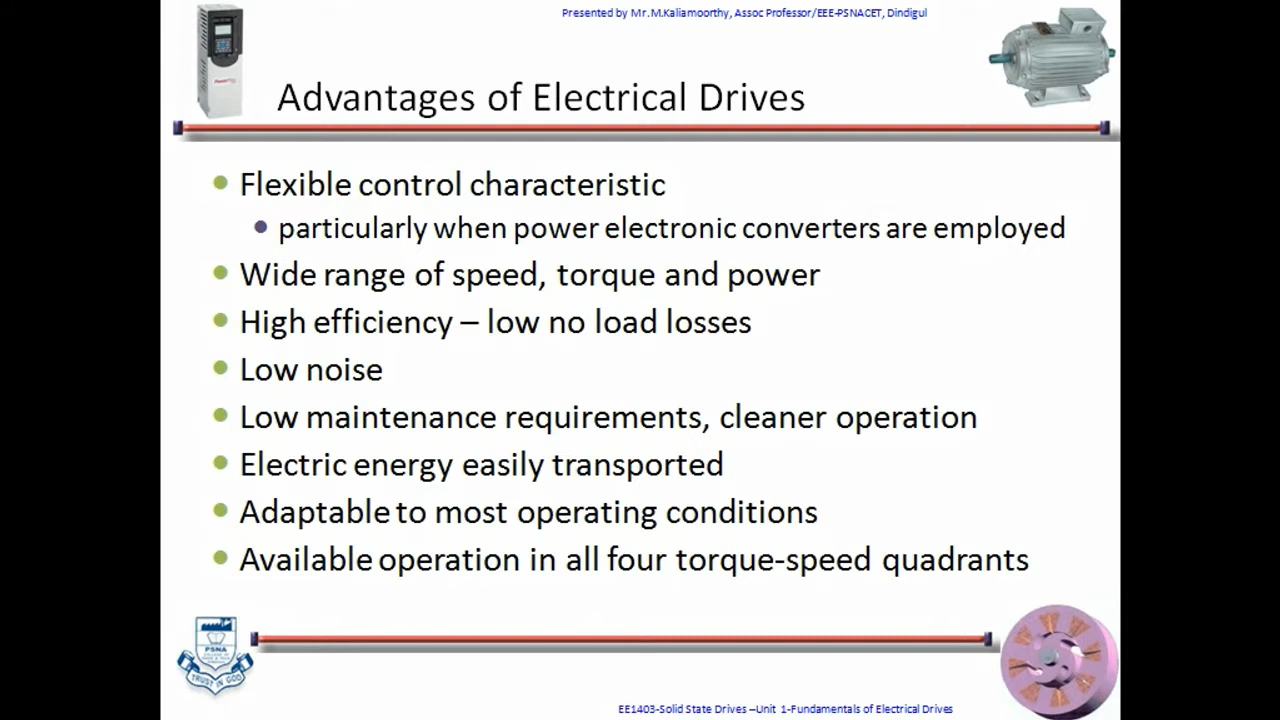 Presented by Mr.M.Kaliamoorthy, Assoc Professor/EEE-PSNACET, Dindigul
Advantages of Electrical Drives
Flexible control characteristic
particularly when power electronic converters are employed
Wide range of speed, torque and power
High efficiency – low no load losses
Low noise
Low maintenance requirements, cleaner operation
Electric energy easily transported
Adaptable to most operating conditions
Available operation in all four torque-speed quadrants
PSNA
TRUST IN GOD
EE1403-Solid State Drives –Unit 1-Fundamentals of Electrical Drives